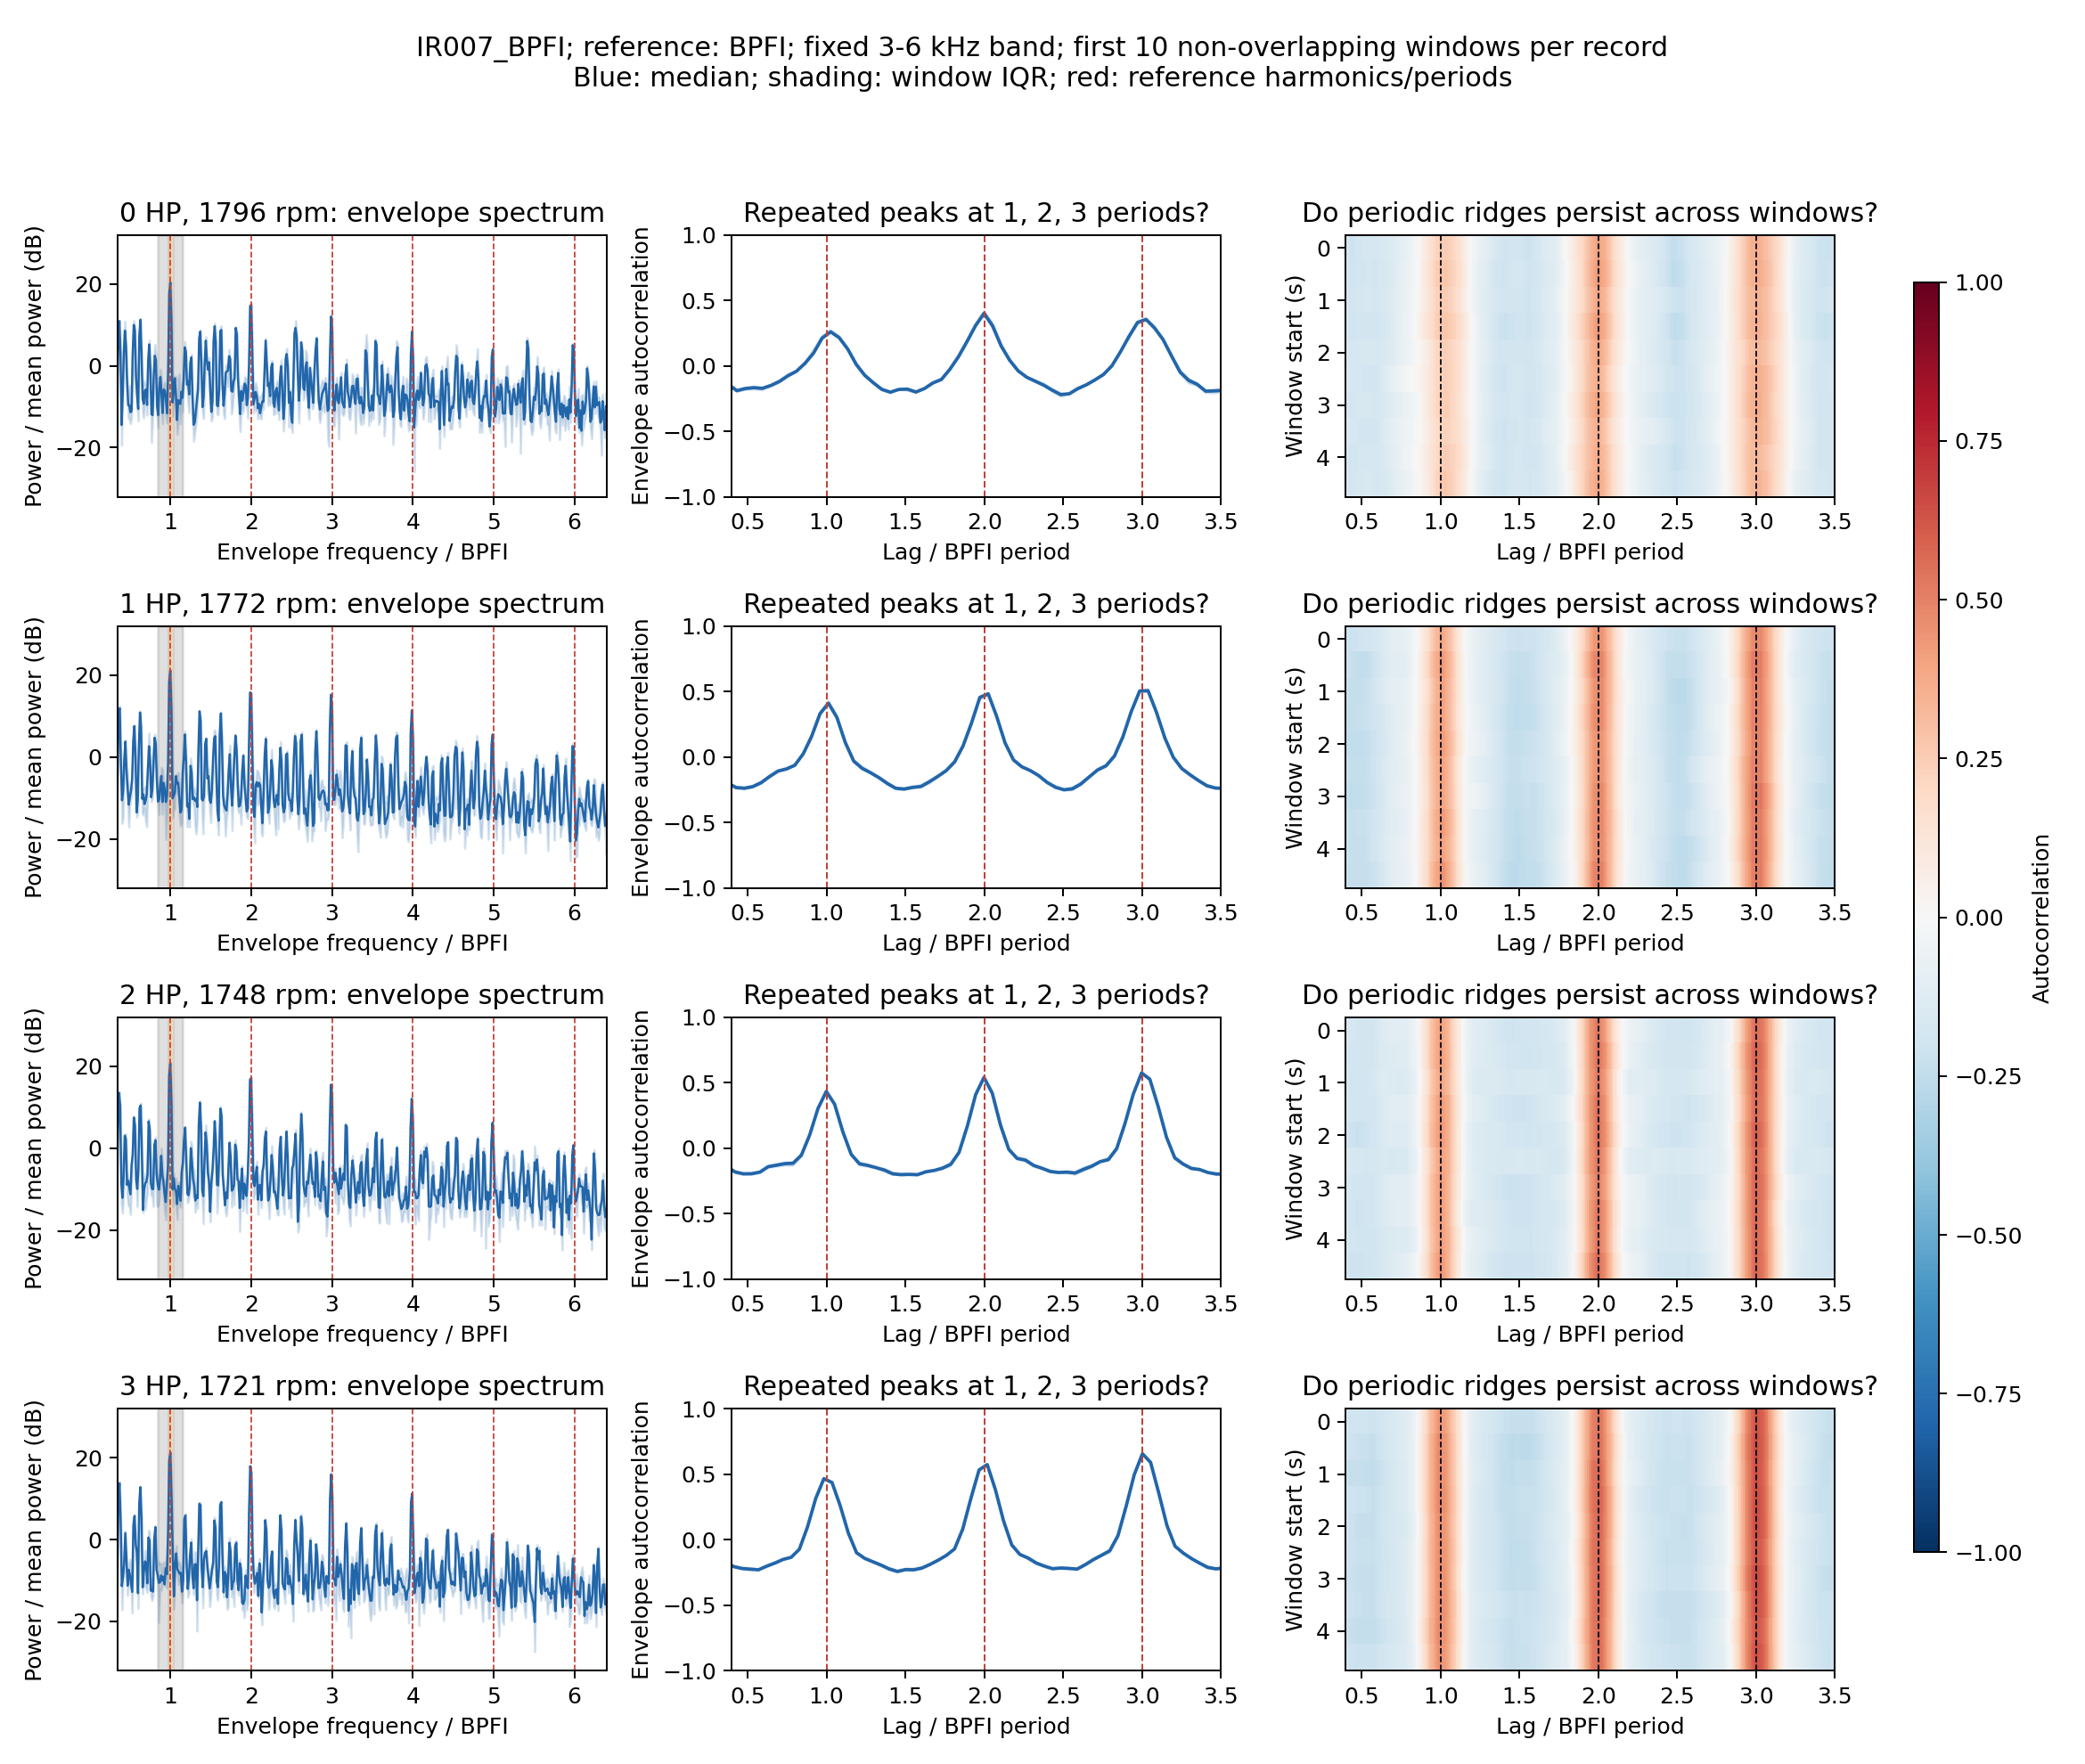 IR007_BPFI; reference: BPFI; fixed 3-6 kHz band; first 10 non-overlapping windows per record
Blue: median; shading: window IQR; red: reference harmonics/periods
0 HP, 1796 rpm: envelope spectrum
Power / mean power (dB)
20
0
−20
1 2 3 4 5 6
Envelope frequency / BPFI
Repeated peaks at 1, 2, 3 periods?
Envelope autocorrelation
1.0
0.5
0.0
−0.5
−1.0
0.5 1.0 1.5 2.0 2.5 3.0 3.5
Lag / BPFI period
Do periodic ridges persist across windows?
Window start (s)
0
1
2
3
4
0.5 1.0 1.5 2.0 2.5 3.0 3.5
Lag / BPFI period
1 HP, 1772 rpm: envelope spectrum
Power / mean power (dB)
20
0
−20
1 2 3 4 5 6
Envelope frequency / BPFI
Repeated peaks at 1, 2, 3 periods?
Envelope autocorrelation
1.0
0.5
0.0
−0.5
−1.0
0.5 1.0 1.5 2.0 2.5 3.0 3.5
Lag / BPFI period
Do periodic ridges persist across windows?
Window start (s)
0
1
2
3
4
0.5 1.0 1.5 2.0 2.5 3.0 3.5
Lag / BPFI period
2 HP, 1748 rpm: envelope spectrum
Power / mean power (dB)
20
0
−20
1 2 3 4 5 6
Envelope frequency / BPFI
Repeated peaks at 1, 2, 3 periods?
Envelope autocorrelation
1.0
0.5
0.0
−0.5
−1.0
0.5 1.0 1.5 2.0 2.5 3.0 3.5
Lag / BPFI period
Do periodic ridges persist across windows?
Window start (s)
0
1
2
3
4
0.5 1.0 1.5 2.0 2.5 3.0 3.5
Lag / BPFI period
3 HP, 1721 rpm: envelope spectrum
Power / mean power (dB)
20
0
−20
1 2 3 4 5 6
Envelope frequency / BPFI
Repeated peaks at 1, 2, 3 periods?
Envelope autocorrelation
1.0
0.5
0.0
−0.5
−1.0
0.5 1.0 1.5 2.0 2.5 3.0 3.5
Lag / BPFI period
Do periodic ridges persist across windows?
Window start (s)
0
1
2
3
4
0.5 1.0 1.5 2.0 2.5 3.0 3.5
Lag / BPFI period
1.00
0.75
0.50
0.25
0.00
−0.25
−0.50
−0.75
−1.00
Autocorrelation